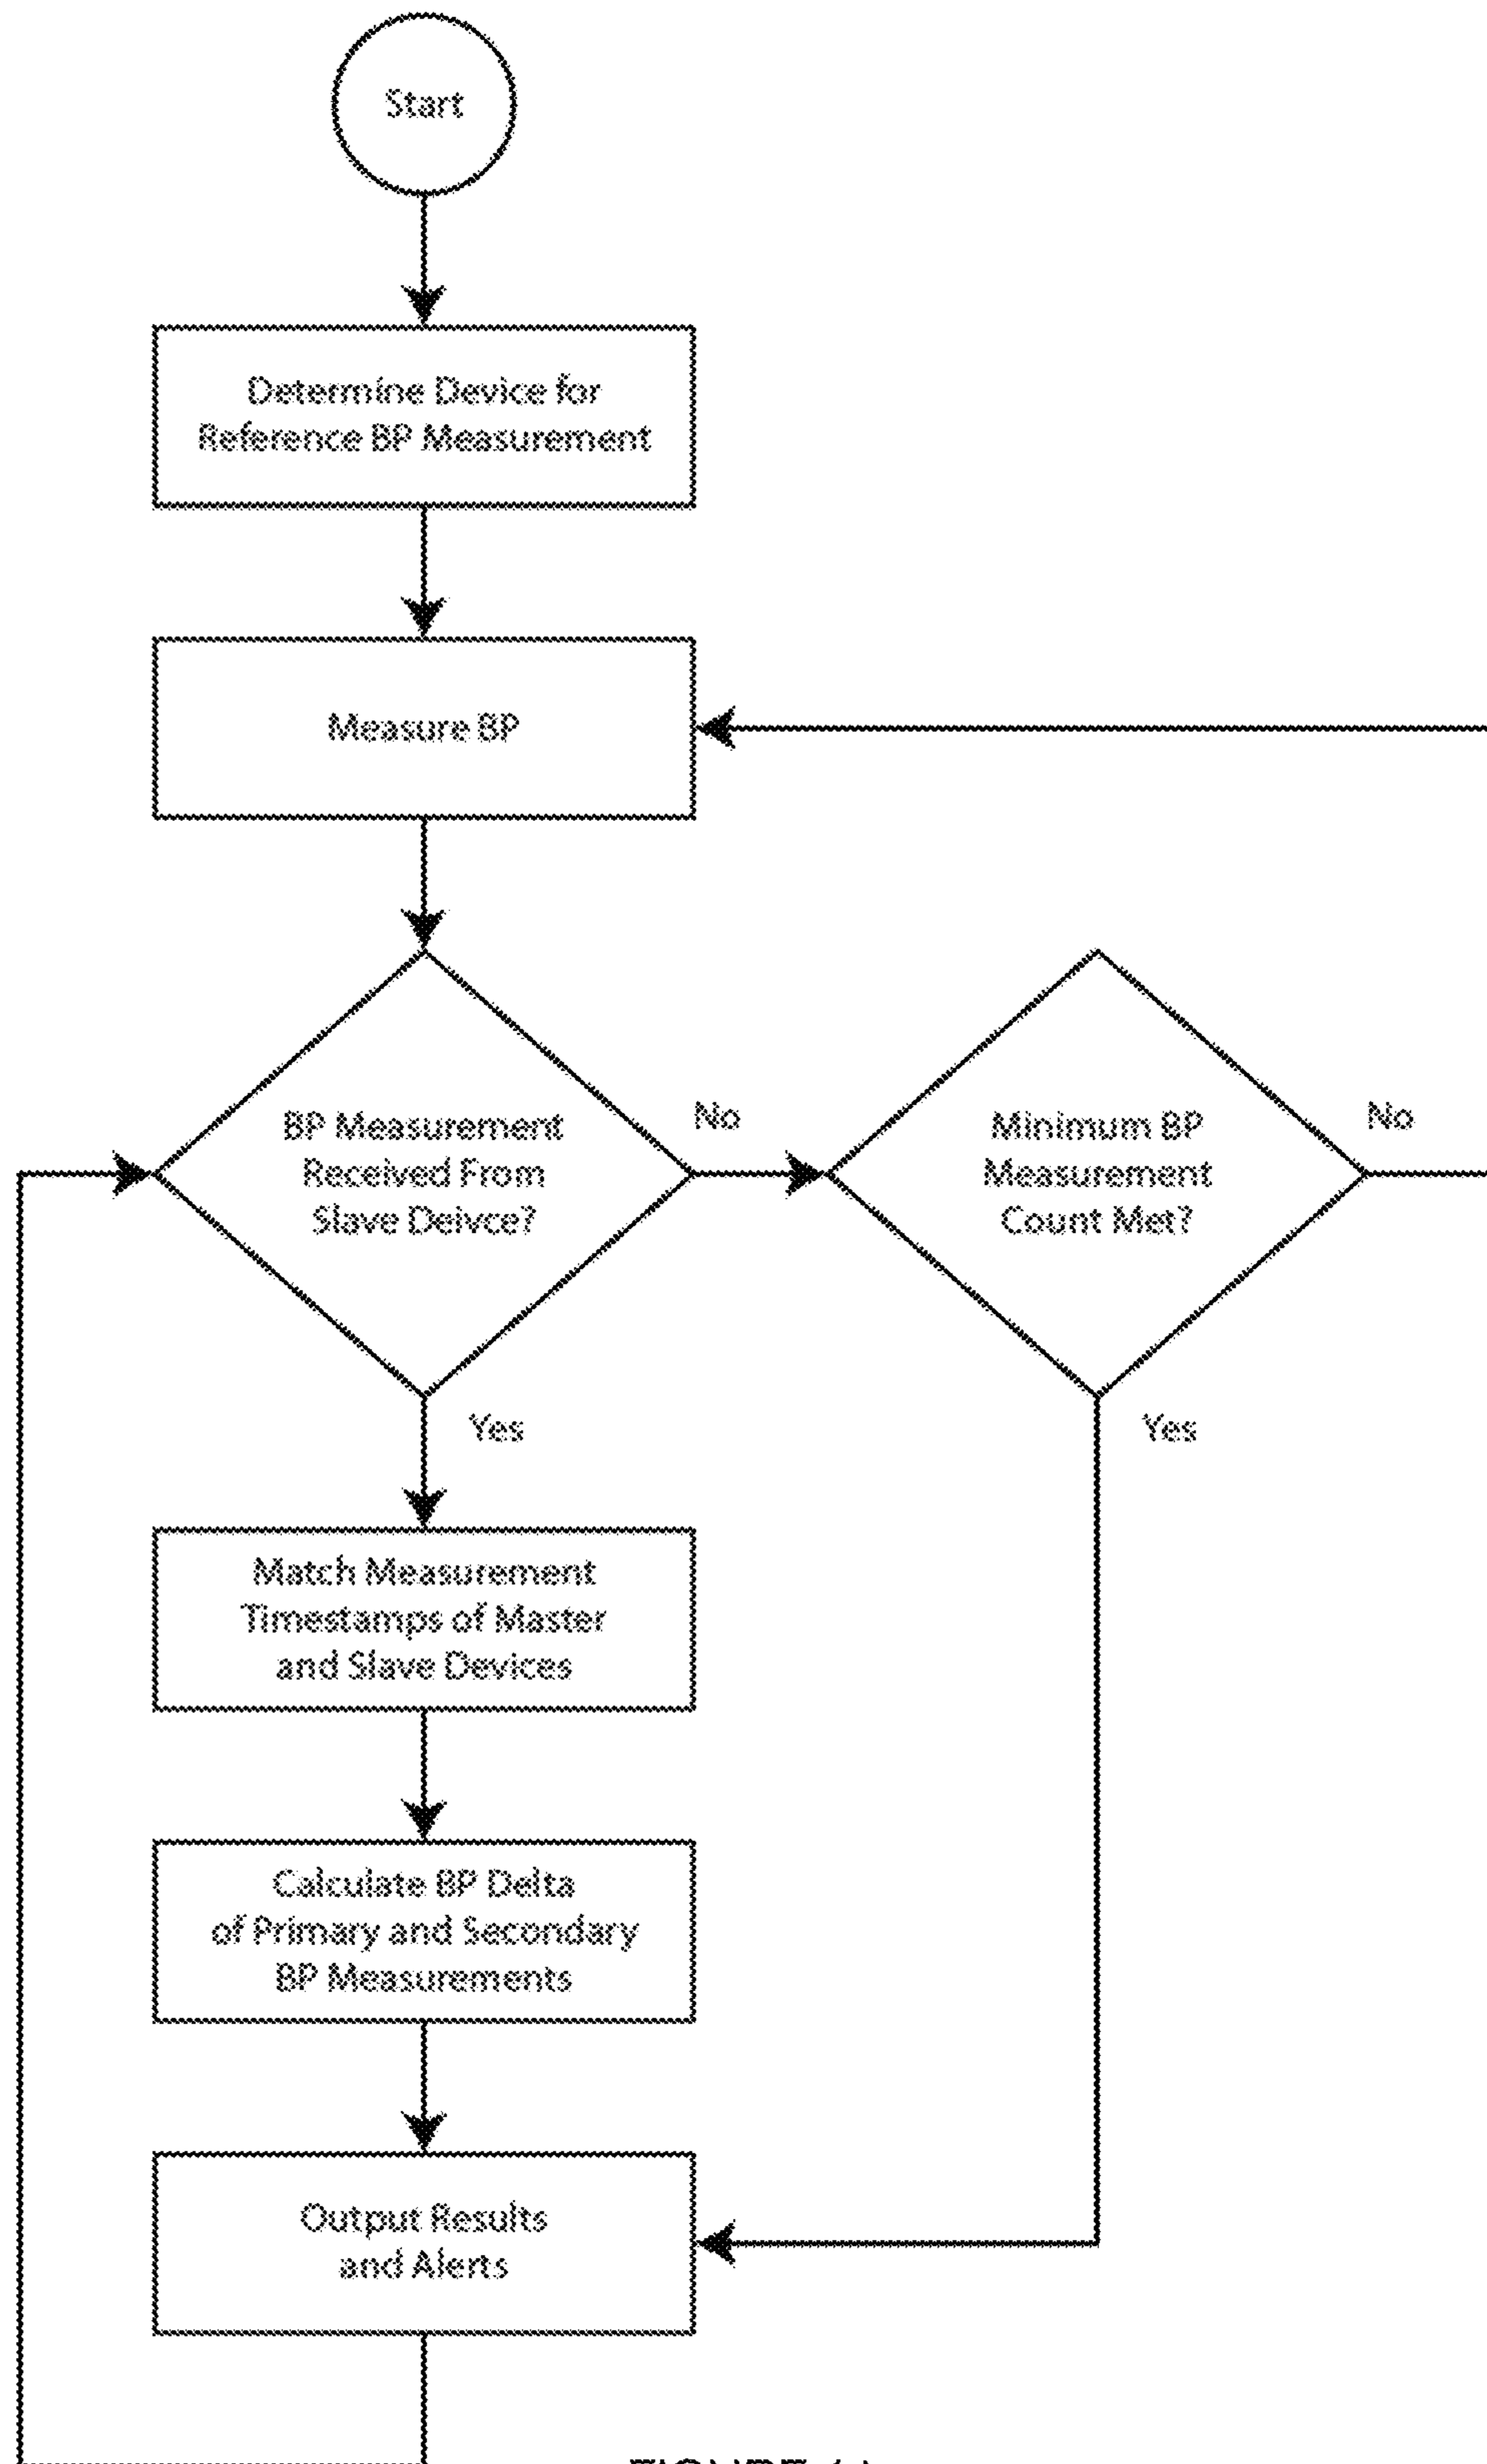 Start
Determine Device for
Reference BP Measurement
Measure BP
BP Measurement
Received From
Slave Deivce?
No
Minimum BP
Measurement
Count Met?
No
Yes
Yes
Match Measurement
Timestamps of Master
and Slave Devices
Calculate BP Delta
of Primary and Secondary
BP Measurements
Output Results
and Alerts